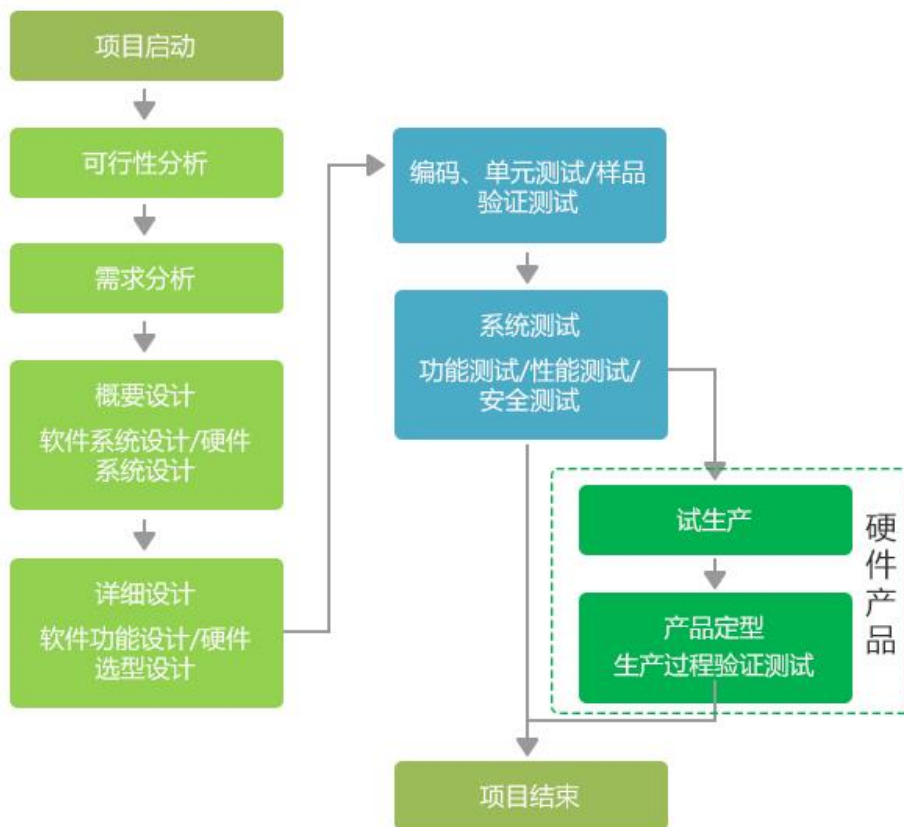 项目启动
可行性分析
需求分析
概要设计
软件系统设计/硬件
系统设计
详细设计
软件功能设计/硬件
选型设计
编码、单元测试/样品
验证测试
系统测试
功能测试/性能测试/
安全测试
试生产
产品定型
生产过程验证测试
硬件产品
项目结束